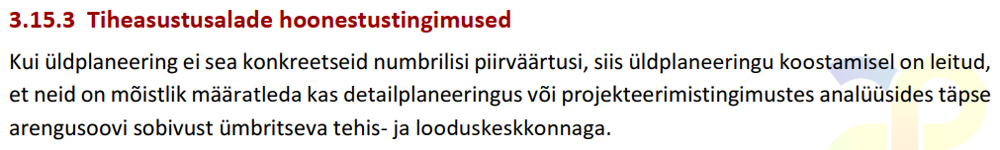 3.15.3 Tiheasustusalade hoonestustingimused
Kui üldplaneering ei sea konkreetseid numbrilisi piirväärtusi, siis üldplaneeringu koostamisel on leitud,
et neid on mõistlik määratleda kas detailplaneeringus või projekteerimistingimustes analüüsides täpse
arengusoovi sobivust ümbritseva tehis- ja looduskeskkonnaga.